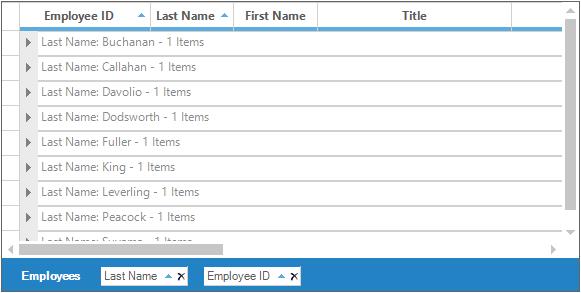 Employee ID Last Name First Name Title
Last Name: Buchanan - 1 Items
Last Name: Callahan - 1 Items
Last Name: Davolio - 1 Items
Last Name: Dodsworth - 1 Items
Last Name: Fuller - 1 Items
Last Name: King - 1 Items
Last Name: Leverling - 1 Items
Last Name: Peacock - 1 Items
Employees Last Name Employee ID